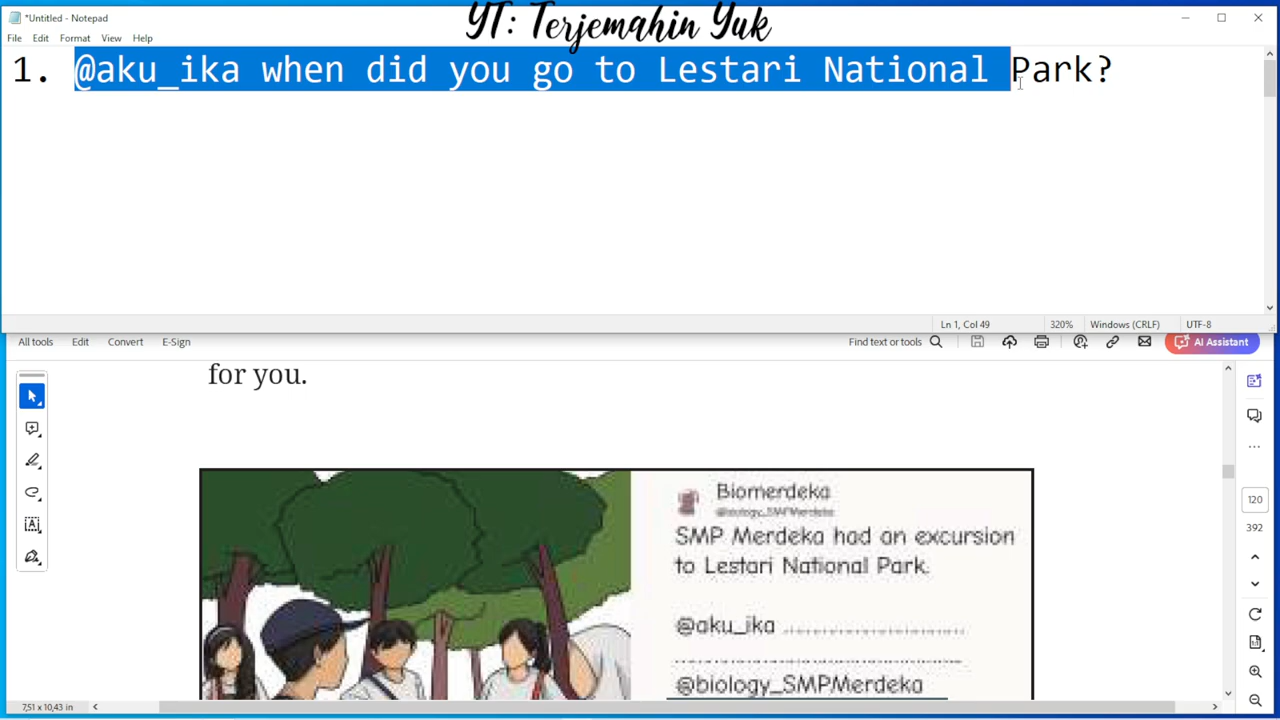 *Untitled - Notepad
YT: Terjemahin Yuk
File Edit Format View Help
1. @aku_ika when did you go to Lestari National Park?
Ln 1, Col 49 320% Windows (CRLF) UTF-8
All tools Edit Convert E-Sign Find text or tools AI Assistant
for you.
Biomerdeka
@biology_SMPMerdeka
SMP Merdeka had an excursion
to Lestari National Park.
@aku_ika ..............................
................................................
@biology_SMPMerdeka
120
392
7,51 x 10,43 in